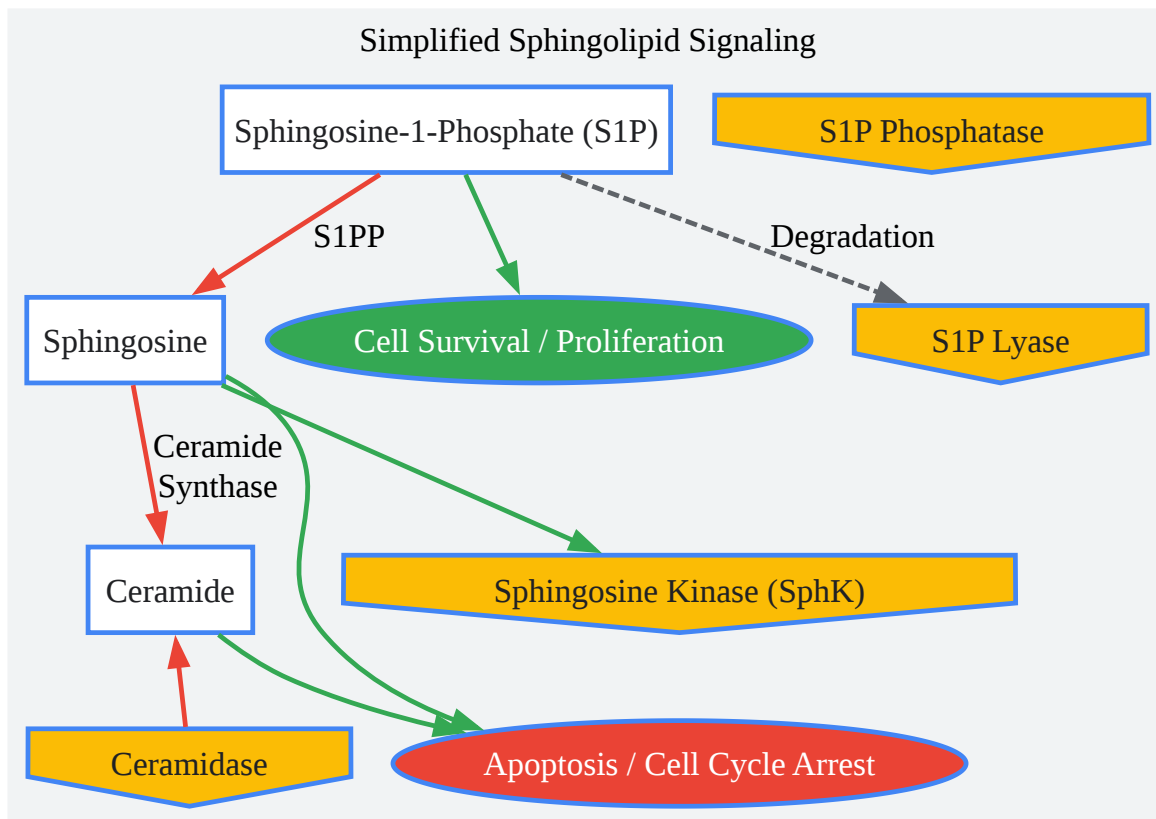 Simplified Sphingolipid Signaling
Sphingosine-1-Phosphate (S1P)
S1P Phosphatase
S1PP
Degradation
Sphingosine
Cell Survival / Proliferation
S1P Lyase
Ceramide
Synthase
Ceramide
Sphingosine Kinase (SphK)
Ceramidase
Apoptosis / Cell Cycle Arrest